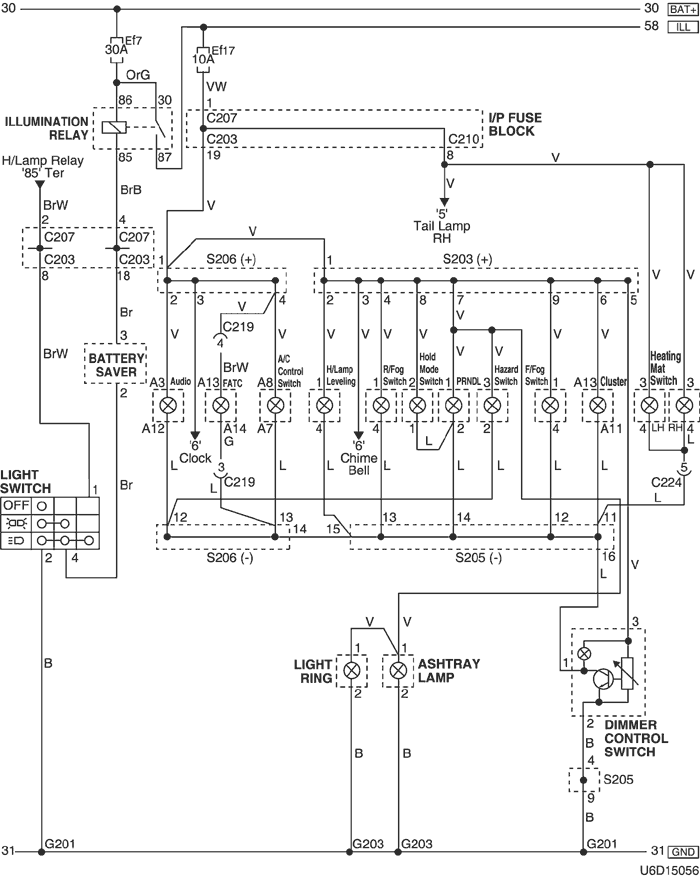 30 30 BAT+
58 ILL
Ef7
30A
Ef17
10A
OrG
VW
86 30
1
C207
I/P FUSE
BLOCK
ILLUMINATION
RELAY
C203 C210
85 87 19 8
H/Lamp Relay
'85' Ter
V V
BrB
BrW
'5'
Tail Lamp
RH
2 4
V
C207 C207
V V
C203 C203
8 18
1 S206 (+) 1 S203 (+)
2 3 4 2 3 4 8 7 9 6 5
Br V C219
4
V V V V V V V V V
3
BATTERY
SAVER
2
BrW BrW
A/C
Control
Switch
H/Lamp
Leveling
R/Fog
Switch
Hold
Mode
Switch
PRNDL
Hazard
Switch
F/Fog
Switch
Cluster
Heating
Mat
Switch
Audio FATC
A3 A13 A8 1 1 2 1 3 1 A13 3 3
A12 A14 A7 4 4 1 2 2 4 A11 4 LH RH 4
G L L
'6'
Clock
'6'
Chime
Bell
L 3 L L L L L L L 5
L C219 C224
L
LIGHT
SWITCH
Br
1
OFF
12 13 14 15 13 14 12 11
S206 (-) S205 (-) 16
2 4
L V
B
V V
3
1 1 1
LIGHT
RING
ASHTRAY
LAMP
2 2
2
DIMMER
CONTROL
SWITCH
B B B
4
S205
9
B
31 G201 G203 G203 G201 31 GND
U6D15056